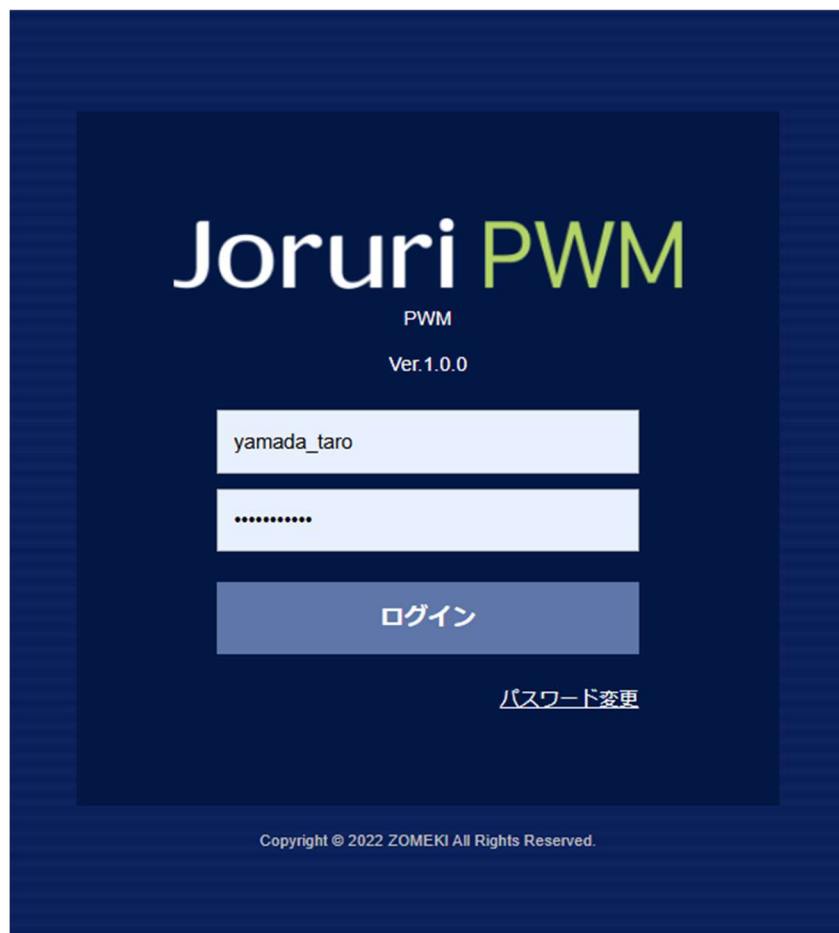 Joruri PWM
PWM
Ver.1.0.0
yamada_taro
•••••••••••
ログイン
パスワード変更
Copyright © 2022 ZOMEKI All Rights Reserved.